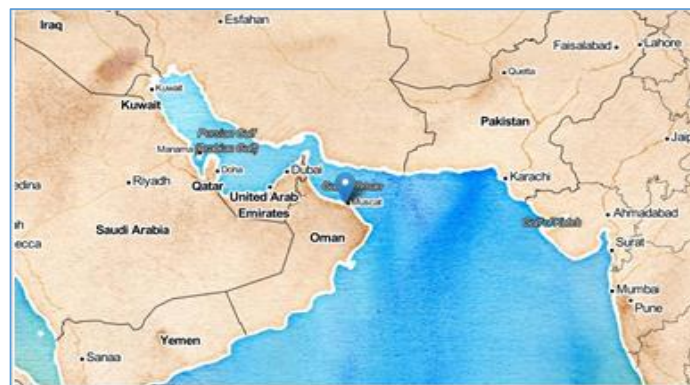 Iraq
Esfahan
Faisalabad
Lahore
Kuwait
Quetta
Kuwait
Pakistan
Persian Gulf
(Arabian Gulf)
Manama
Doha
Dubai
Karachi
Riyadh
Qatar
United Arab
Emirates
Muscat
Ahmadabad
Saudi Arabia
Oman
Surat
Mumbai
Pune
Yemen
Sanaa